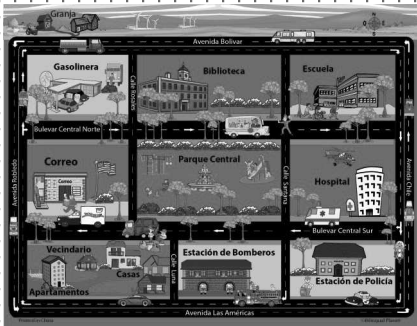 Granja
Avenida Bolívar
Gasolinera
Calle Rosales
Biblioteca
Escuela
Bulevar Central Norte
Correo
Correo
Parque Central
Calle Santana
Hospital
Avenida Robledo
Avenida Chile
Bulevar Central Sur
Vecindario
Casas
Apartamentos
Calle Luna
Estación de Bomberos
Estación de Policía
Avenida Las Américas